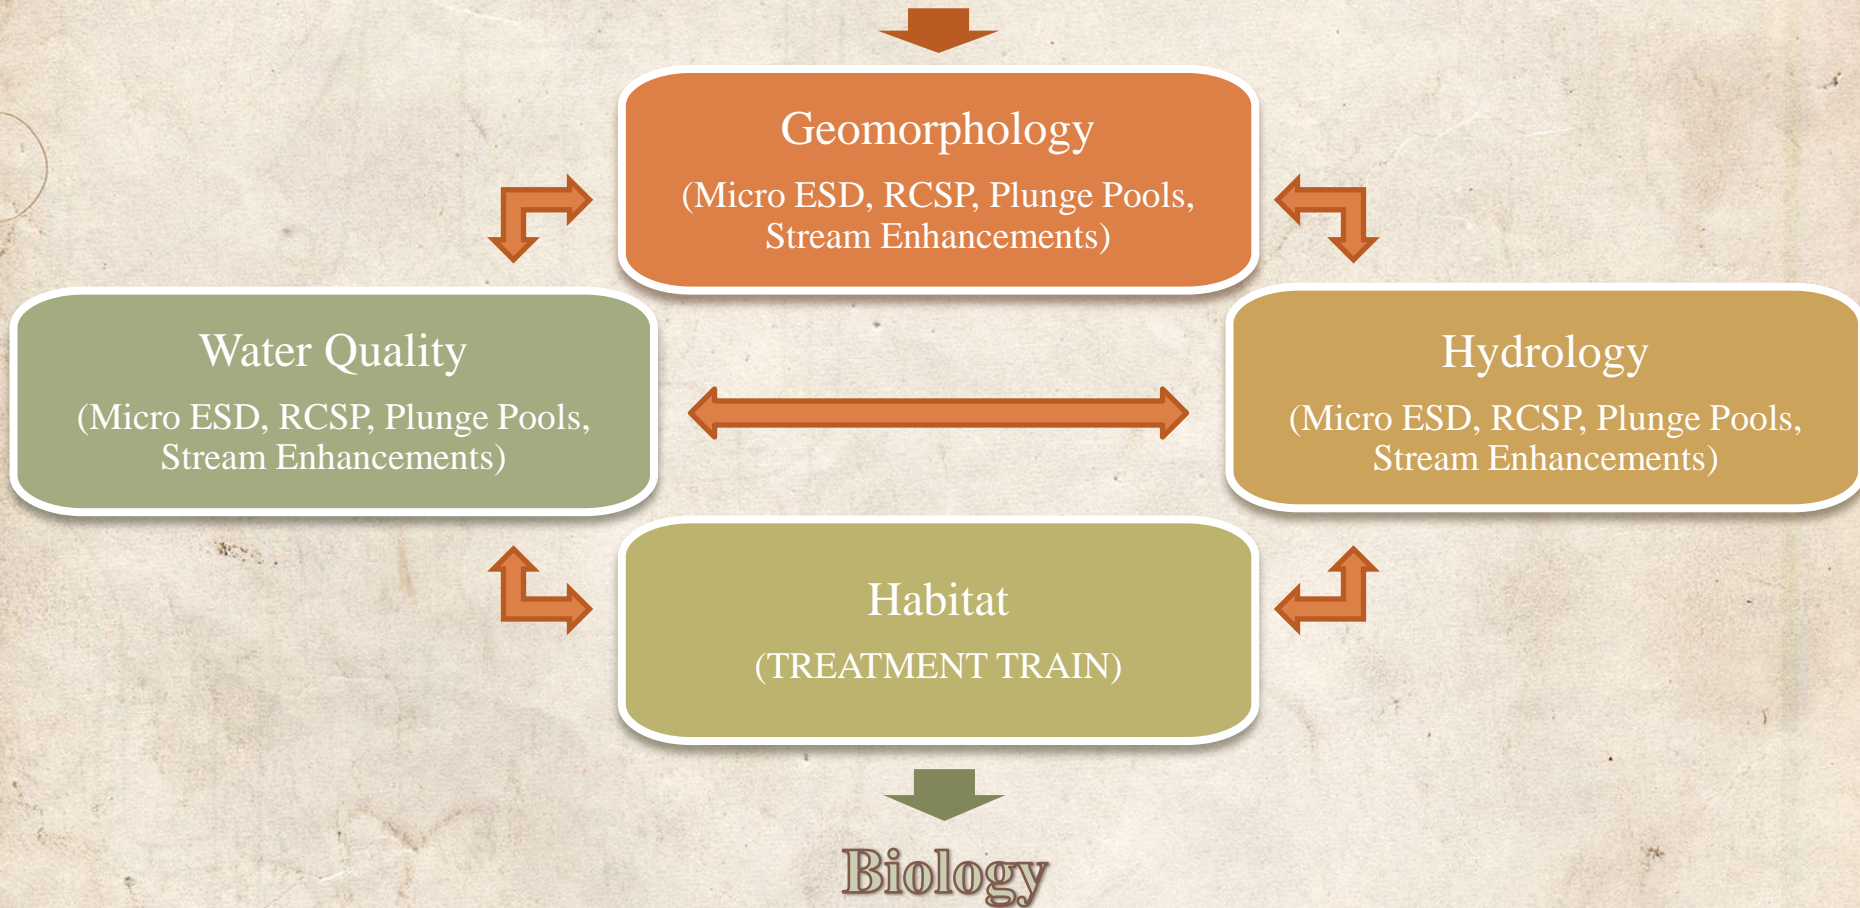 Geomorphology
(Micro ESD, RCSP, Plunge Pools,
Stream Enhancements)
Water Quality
(Micro ESD, RCSP, Plunge Pools,
Stream Enhancements)
Hydrology
(Micro ESD, RCSP, Plunge Pools,
Stream Enhancements)
Habitat
(TREATMENT TRAIN)
Biology